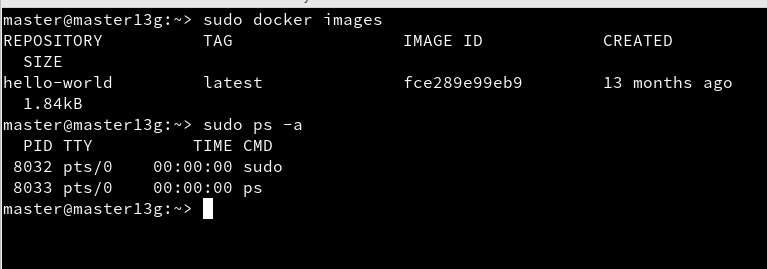 master@master13g:~> sudo docker images
REPOSITORY          TAG                 IMAGE ID            CREATED
  SIZE
hello-world         latest              fce289e99eb9        13 months ago
  1.84kB
master@master13g:~> sudo ps -a
  PID TTY          TIME CMD
 8032 pts/0    00:00:00 sudo
 8033 pts/0    00:00:00 ps
master@master13g:~>